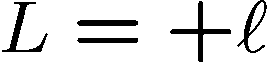 L = +ℓ